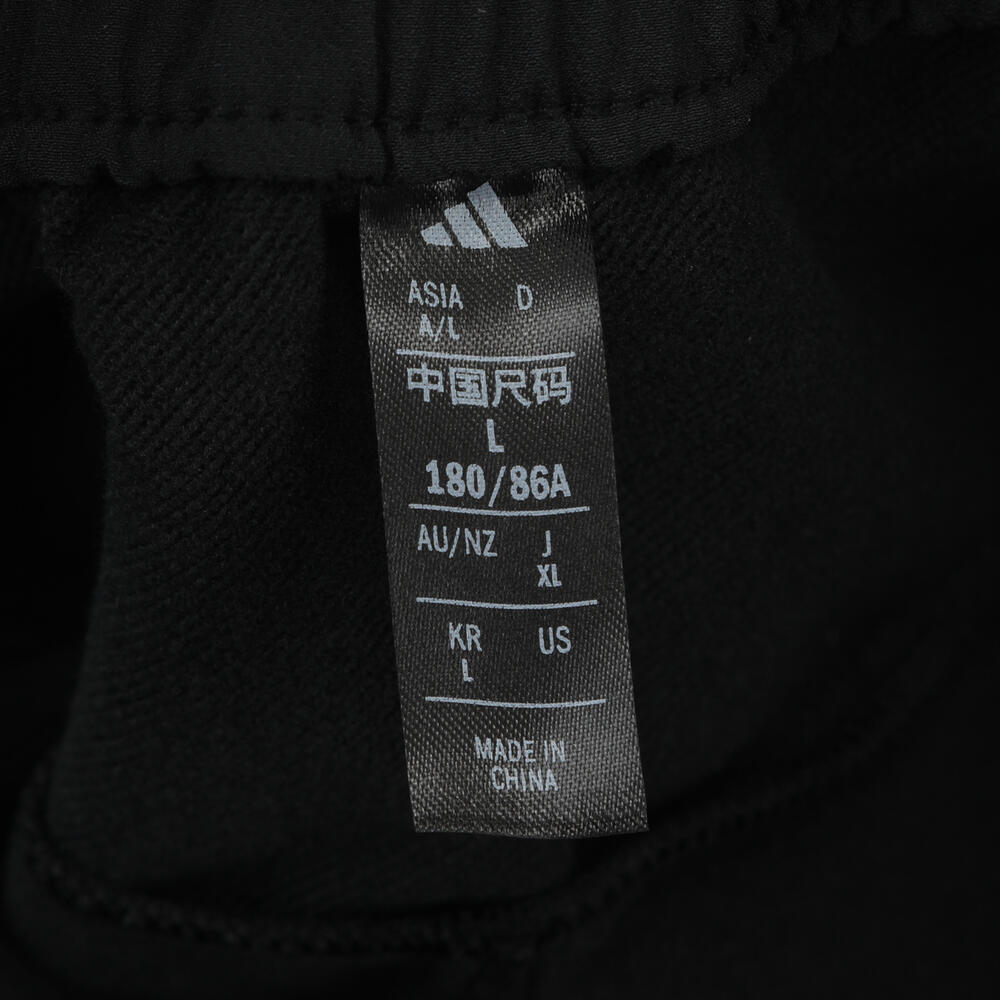 ASIA D
A/L
中国尺码
L
180/86A
AU/NZ J
XL
KR US
L
MADE IN
CHINA